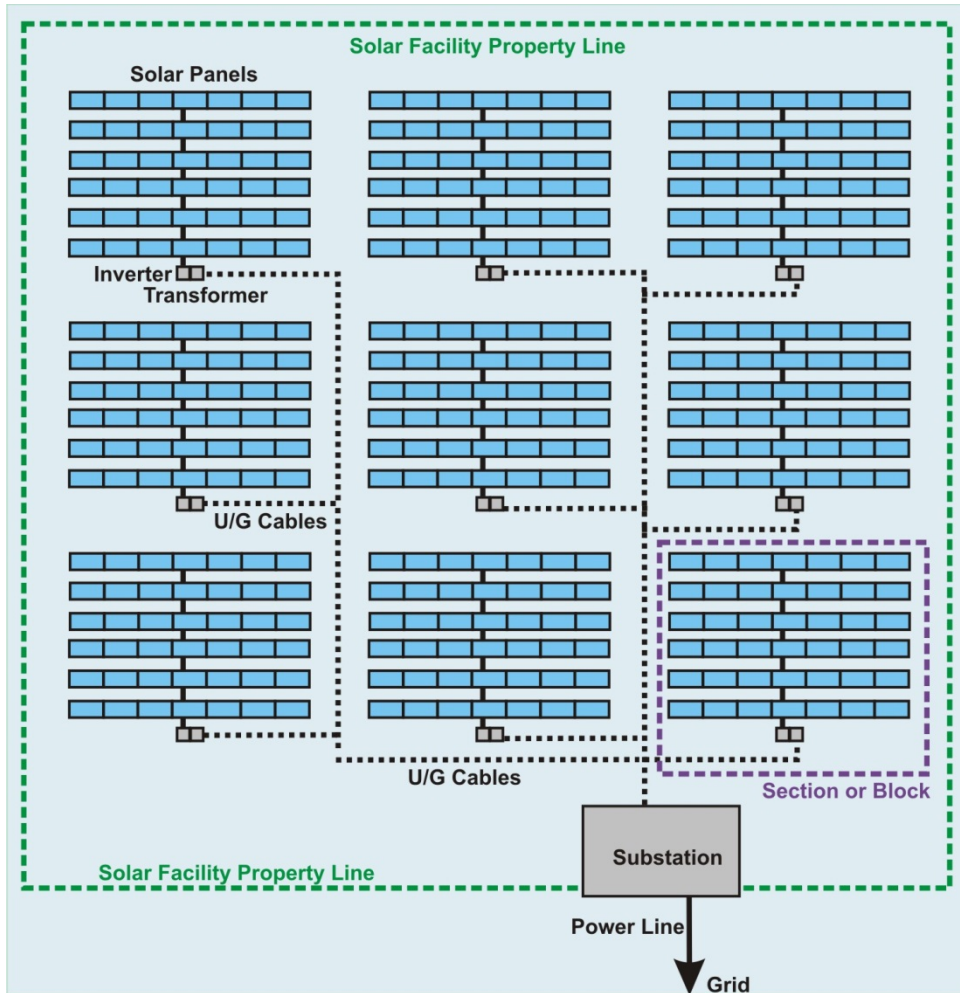 Solar Facility Property Line
Solar Panels
Inverter
Transformer
U/G Cables
U/G Cables
Section or Block
Substation
Solar Facility Property Line
Power Line
Grid